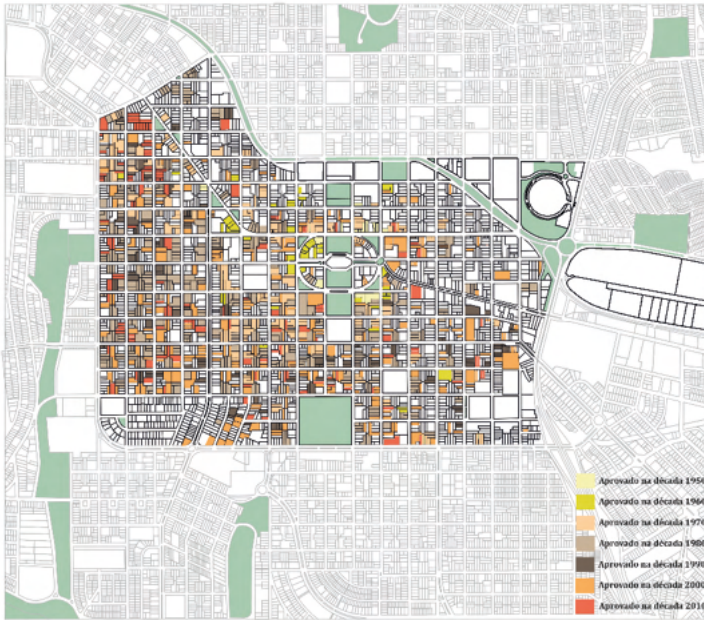 Aprovado na década 1950
Aprovado na década 1960
Aprovado na década 1970
Aprovado na década 1980
Aprovado na década 1990
Aprovado na década 2000
Aprovado na década 2010